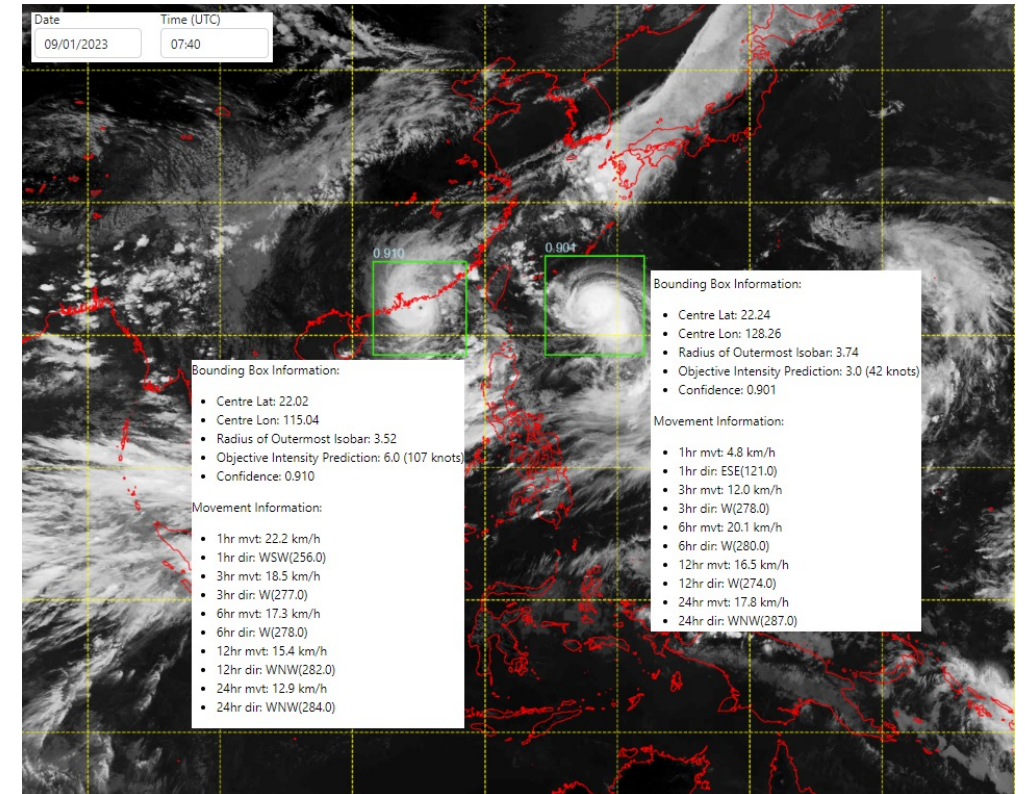 Date
Time (UTC)
09/01/2023
07:40
0.910
0.901
Bounding Box Information:
Centre Lat: 22.02
Centre Lon: 115.04
Radius of Outermost Isobar: 3.52
Objective Intensity Prediction: 6.0 (107 knots)
Confidence: 0.910
Movement Information:
1hr mvt: 22.2 km/h
1hr dir: WSW(256.0)
3hr mvt: 18.5 km/h
3hr dir: W(277.0)
6hr mvt: 17.3 km/h
6hr dir: W(278.0)
12hr mvt: 15.4 km/h
12hr dir: WNW(282.0)
24hr mvt: 12.9 km/h
24hr dir: WNW(284.0)
Bounding Box Information:
Centre Lat: 22.24
Centre Lon: 128.26
Radius of Outermost Isobar: 3.74
Objective Intensity Prediction: 3.0 (42 knots)
Confidence: 0.901
Movement Information:
1hr mvt: 4.8 km/h
1hr dir: ESE(121.0)
3hr mvt: 12.0 km/h
3hr dir: W(278.0)
6hr mvt: 20.1 km/h
6hr dir: W(280.0)
12hr mvt: 16.5 km/h
12hr dir: W(274.0)
24hr mvt: 17.8 km/h
24hr dir: WNW(287.0)